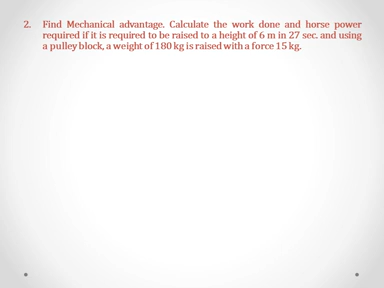 2. Find Mechanical advantage. Calculate the work done and horse power
required if it is required to be raised to a height of 6 m in 27 sec. and using
a pulley block, a weight of 180 kg is raised with a force 15 kg.